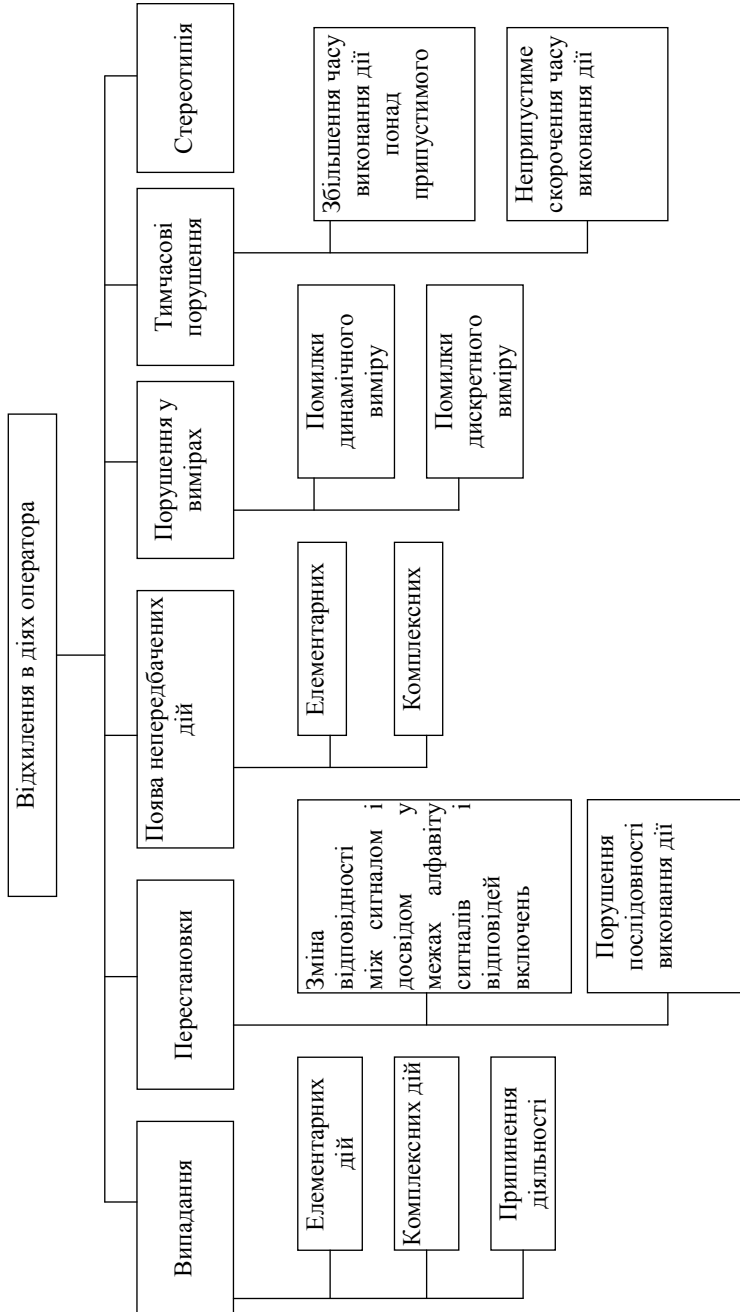 Відхилення в діях оператора
Випадання
Елементарних
дій
Комплексних дій
Припинення
діяльності
Перестановки
Зміна
відповідності
між сигналом і
досвідом у
межах алфавіту і
сигналів
відповідей
включень
Порушення
послідовності
виконання дії
Поява непередбачених
дій
Елементарних
Комплексних
Порушення у
вимірах
Помилки
динамічного
виміру
Помилки
дискретного
виміру
Тимчасові
порушення
Збільшення часу
виконання дії
понад
припустимого
Неприпустиме
скорочення часу
виконання дії
Стереотипія